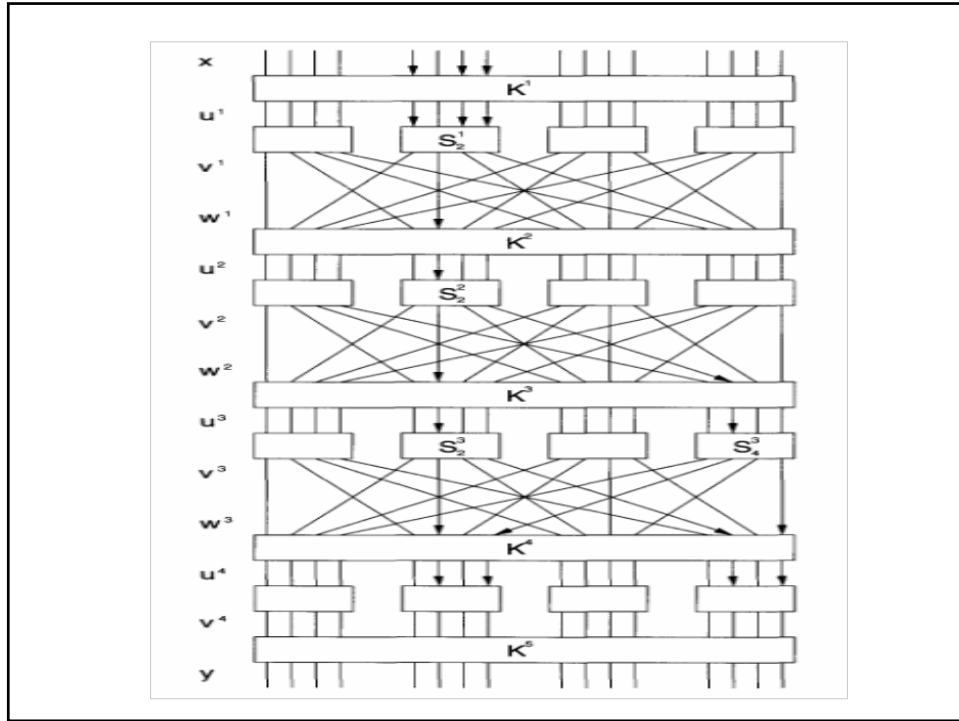 x
K¹
u¹
S₂¹
v¹
w¹
K²
u²
S₂²
v²
w²
K³
u³
S₂³ S₄³
v³
w³
K⁴
u⁴
v⁴
K⁵
y